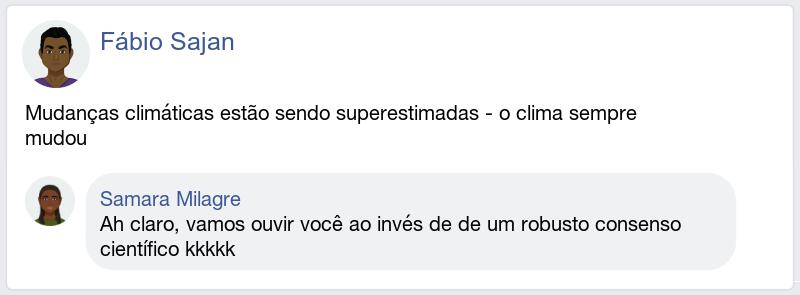 Fábio Sajan
Mudanças climáticas estão sendo superestimadas - o clima sempre
mudou
Samara Milagre
Ah claro, vamos ouvir você ao invés de de um robusto consenso
científico kkkkk